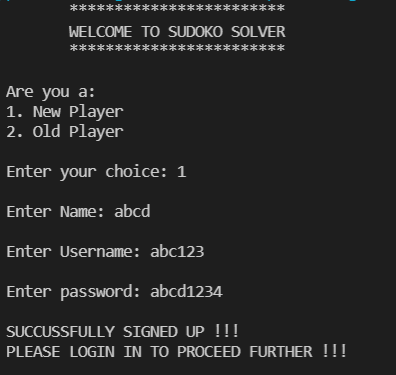 ************************
WELCOME TO SUDOKO SOLVER
************************
Are you a:
1. New Player
2. Old Player
Enter your choice: 1
Enter Name: abcd
Enter Username: abc123
Enter password: abcd1234
SUCCUSSFULLY SIGNED UP !!!
PLEASE LOGIN IN TO PROCEED FURTHER !!!